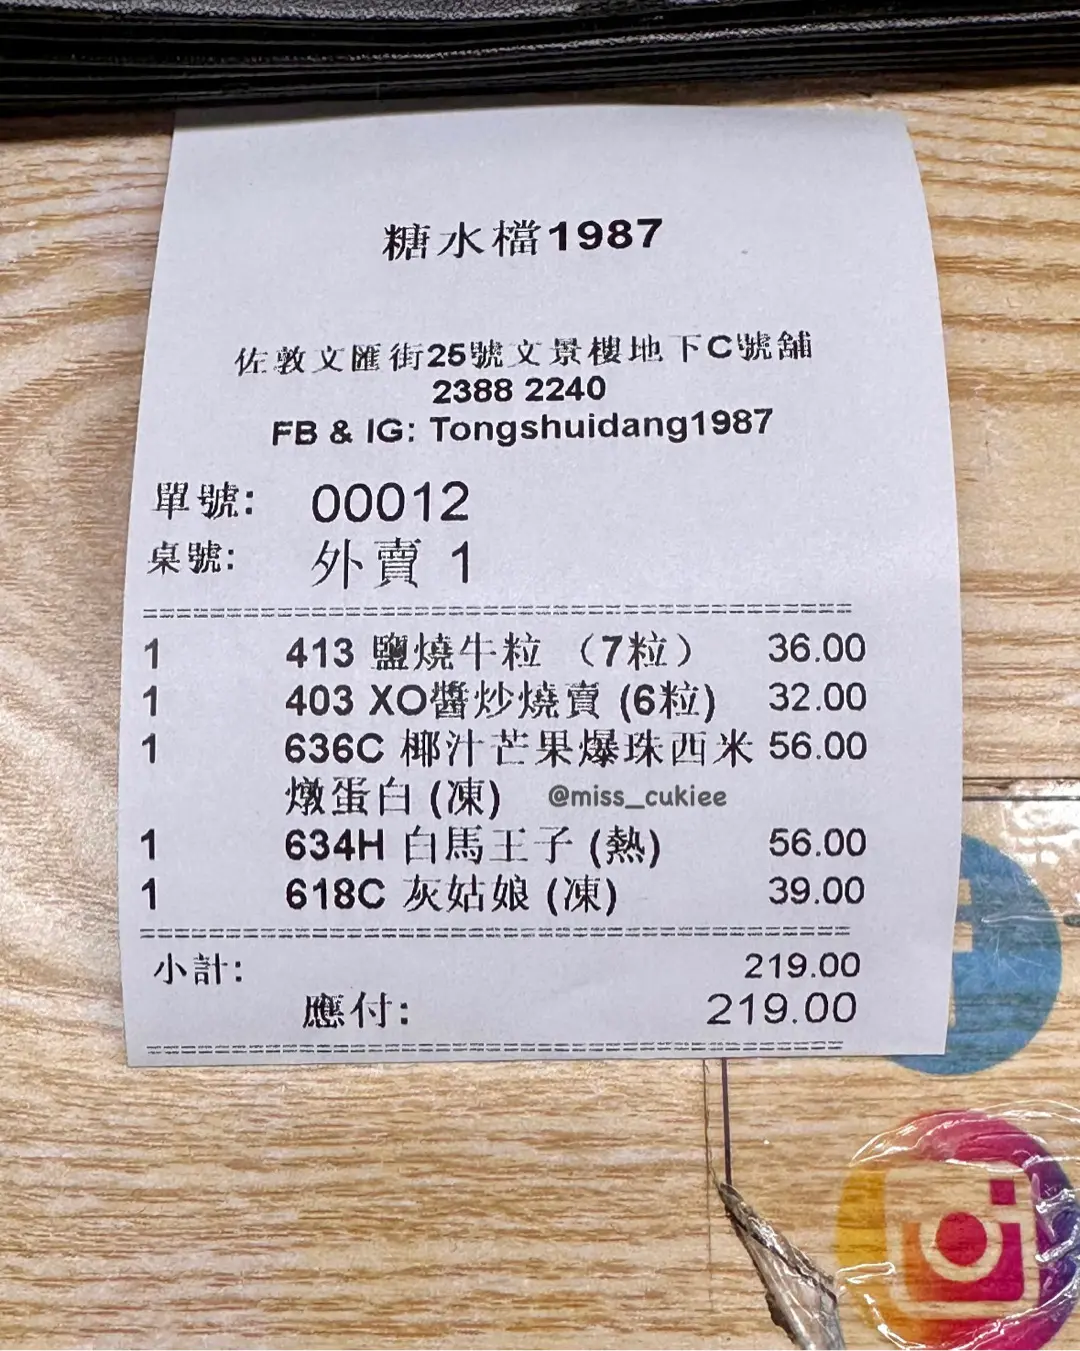 糖水檔1987
佐敦文匯街25號文景樓地下C號舖
2388 2240
FB & IG: Tongshuidang1987
單號: 00012
桌號: 外賣 1
1 413 鹽燒牛粒 （7粒） 36.00
1 403 XO醬炒燒賣 (6粒) 32.00
1 636C 椰汁芒果爆珠西米 56.00
燉蛋白 (凍) @miss_cukiee
1 634H 白馬王子 (熱) 56.00
1 618C 灰姑娘 (凍) 39.00
小計: 219.00
應付: 219.00